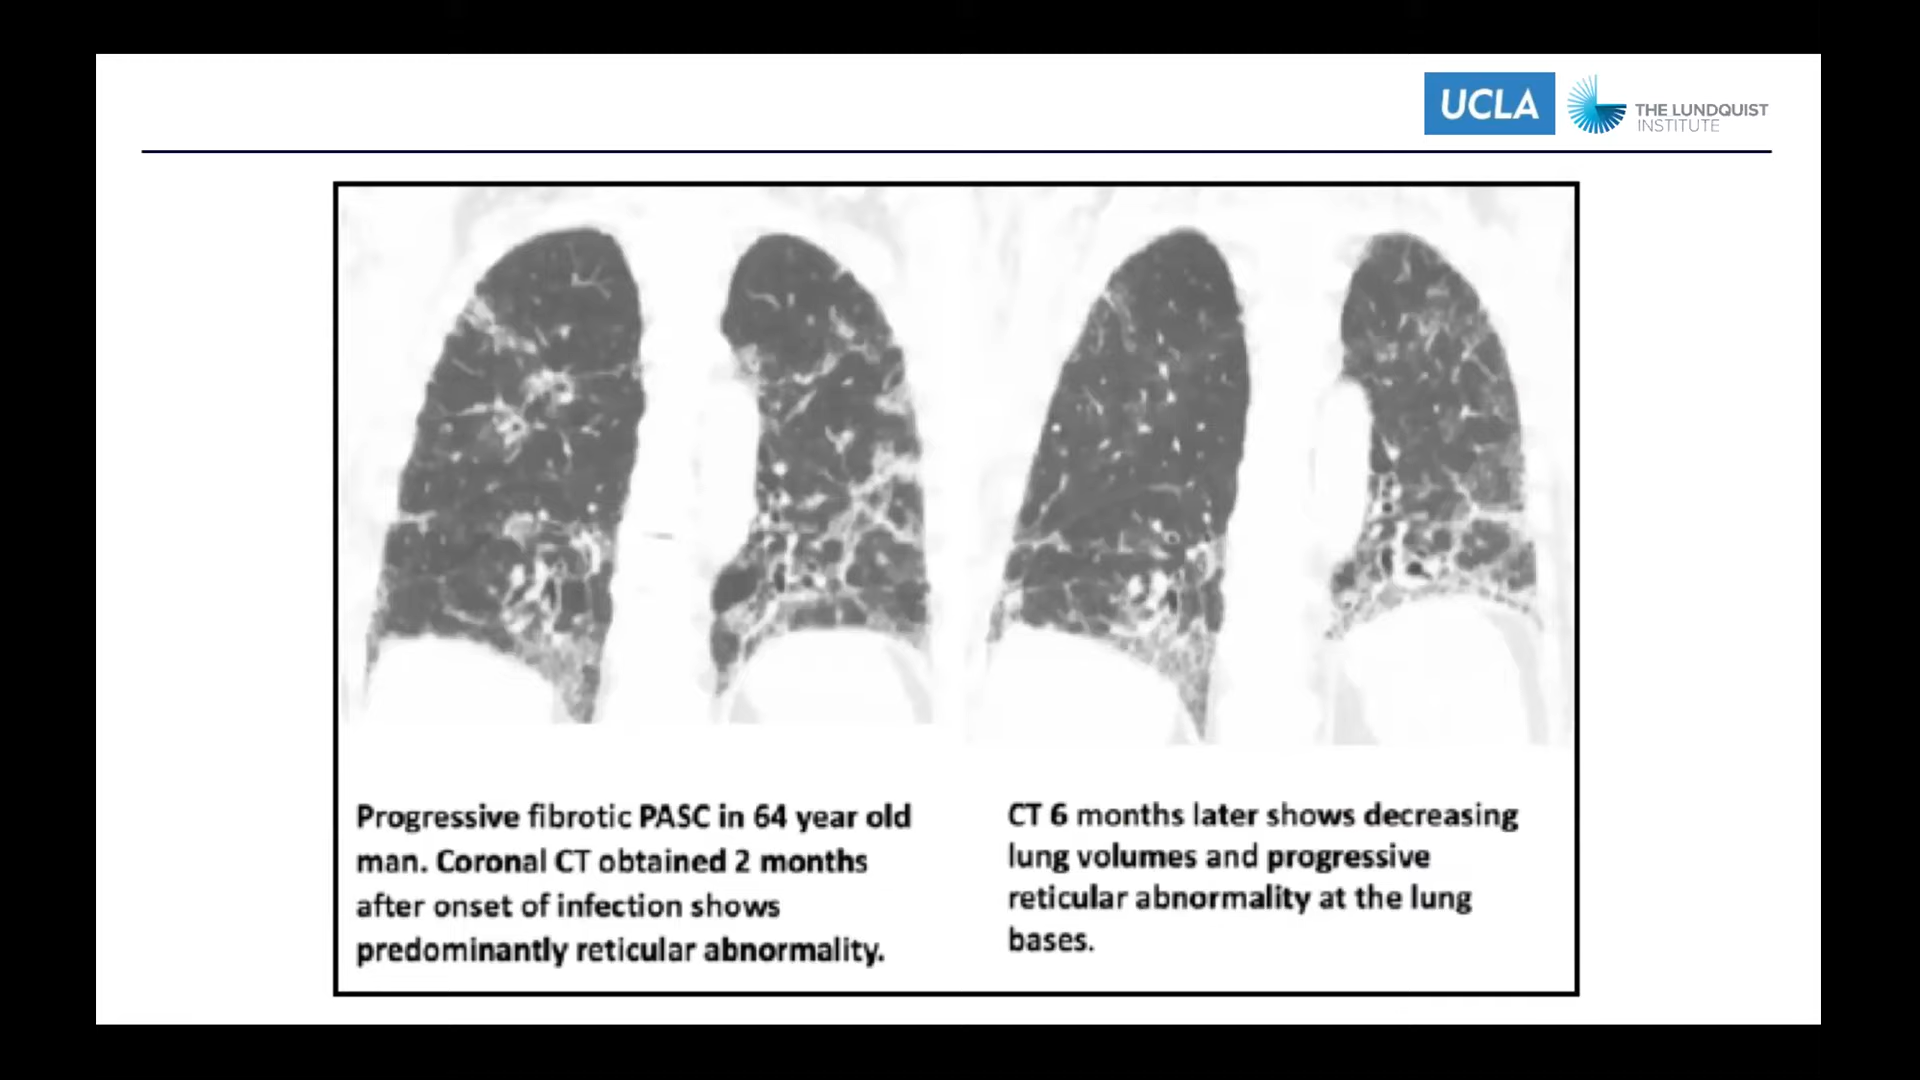 UCLA
THE LUNDQUIST
INSTITUTE
Progressive fibrotic PASC in 64 year old
man. Coronal CT obtained 2 months
after onset of infection shows
predominantly reticular abnormality.
CT 6 months later shows decreasing
lung volumes and progressive
reticular abnormality at the lung
bases.